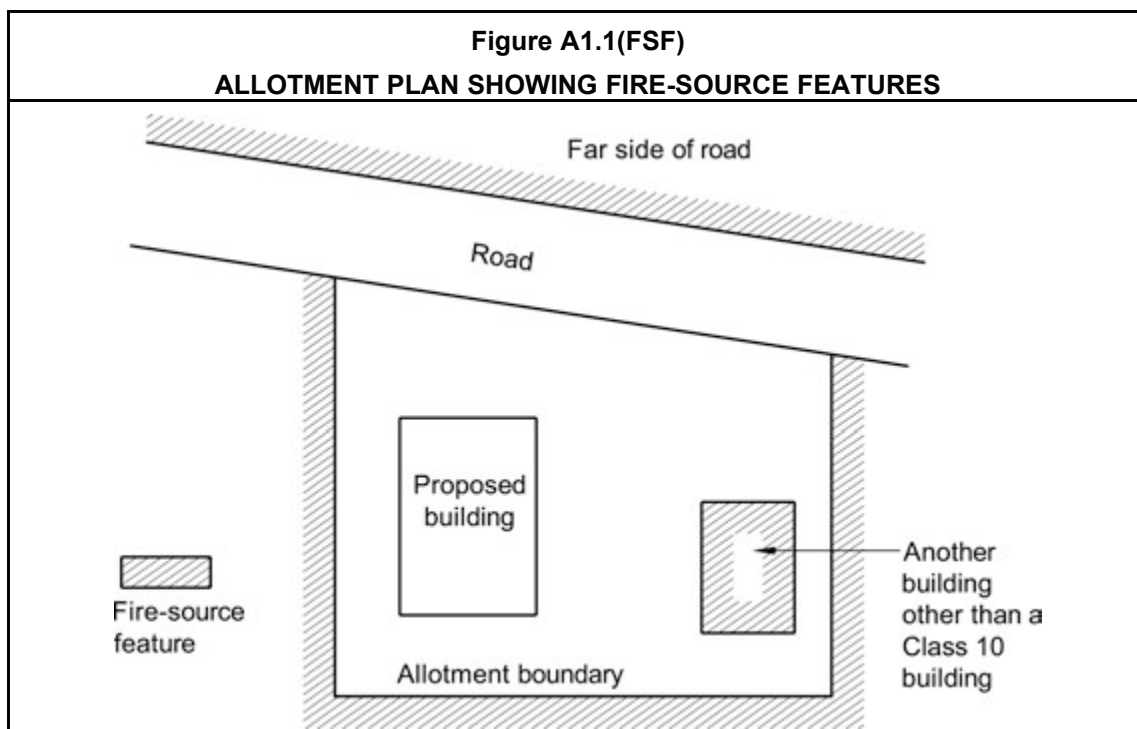 Figure A1.1(FSF)
ALLOTMENT PLAN SHOWING FIRE-SOURCE FEATURES
Far side of road
Road
Proposed
building
Fire-source
feature
Another
building
other than a
Class 10
building
Allotment boundary